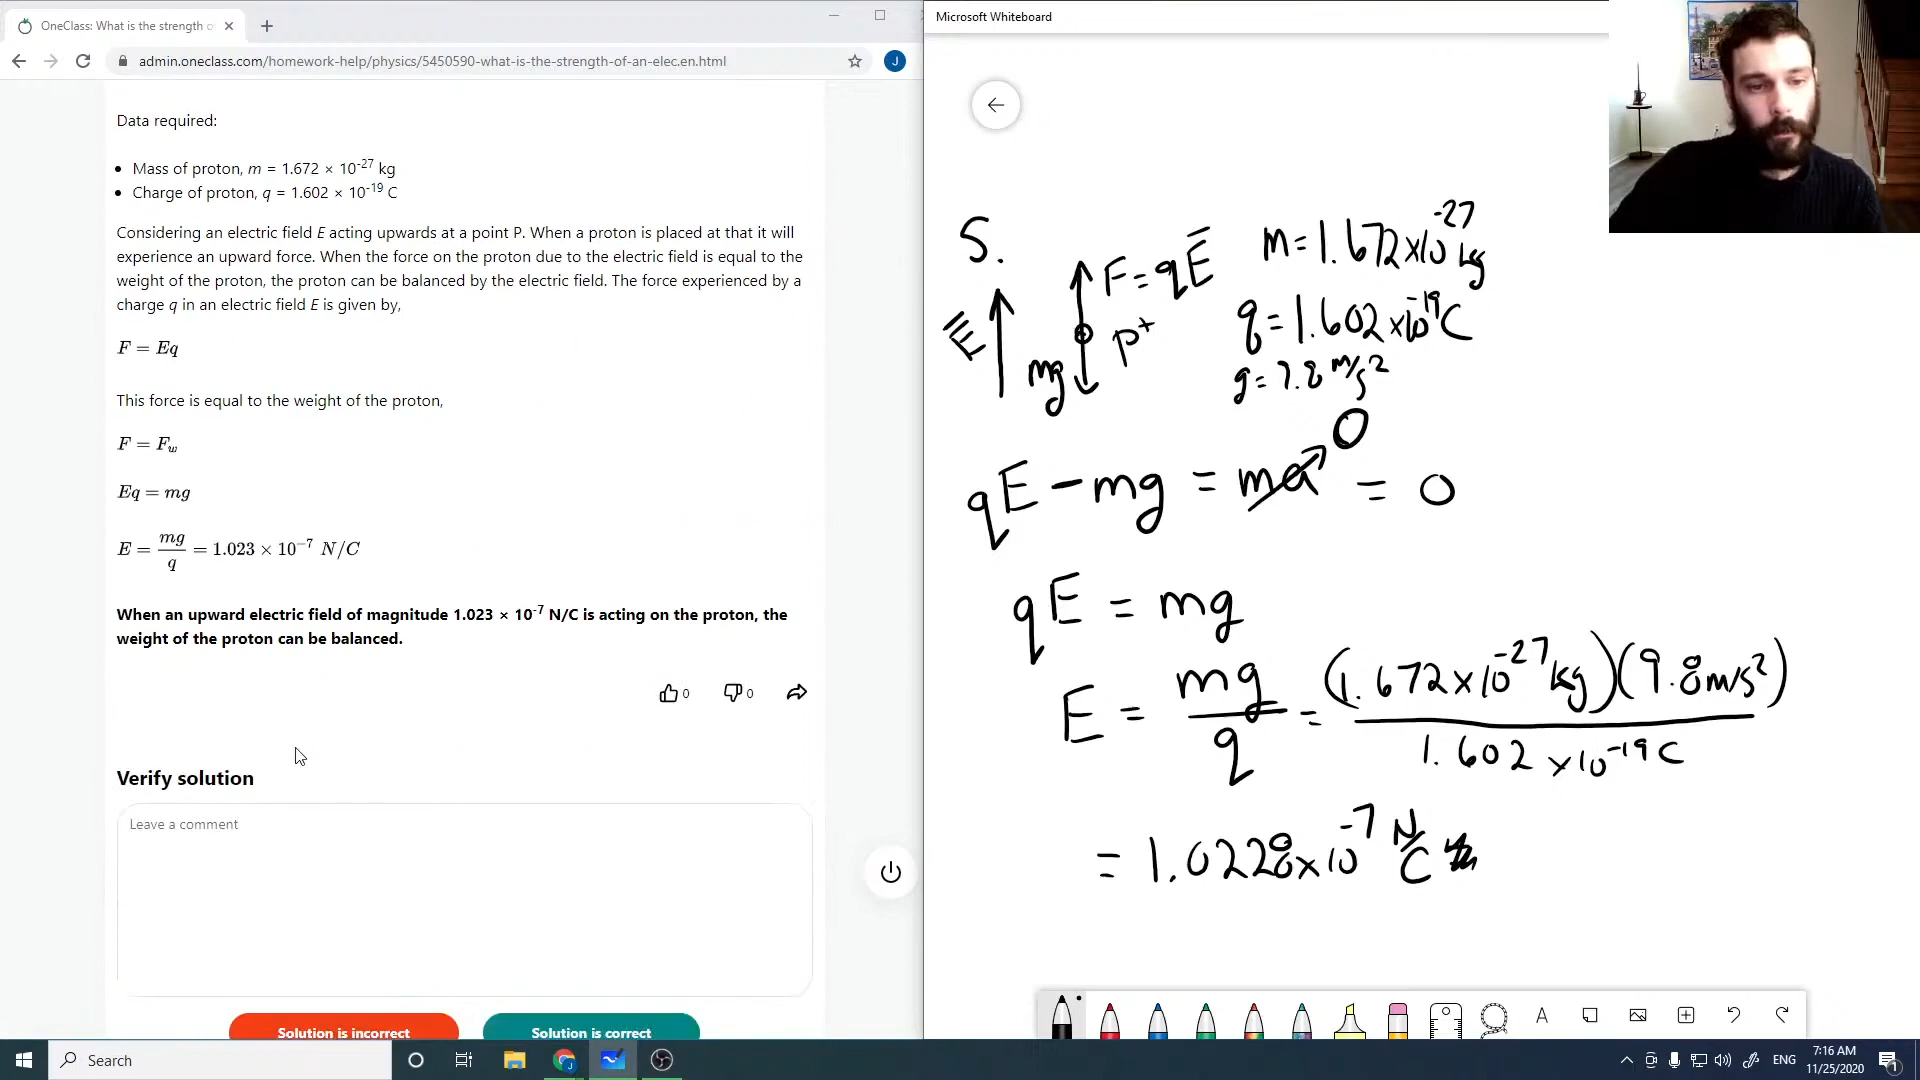 OneClass: What is the strength o
admin.oneclass.com/homework-help/physics/5450590-what-is-the-strength-of-an-elec.en.html
J
Data required:
• Mass of proton, m = 1.672 × 10⁻²⁷ kg
• Charge of proton, q = 1.602 × 10⁻¹⁹ C
Considering an electric field E acting upwards at a point P. When a proton is placed at that it will
experience an upward force. When the force on the proton due to the electric field is equal to the
weight of the proton, the proton can be balanced by the electric field. The force experienced by a
charge q in an electric field E is given by,
F = Eq
This force is equal to the weight of the proton,
F = F_w
Eq = mg
E = mg/q = 1.023 × 10⁻⁷ N/C
When an upward electric field of magnitude 1.023 × 10⁻⁷ N/C is acting on the proton, the
weight of the proton can be balanced.
0 0
Verify solution
Leave a comment
Solution is incorrect Solution is correct
Microsoft Whiteboard
S.
E
F = qE
p⁺
mg
m = 1.672 × 10⁻²⁷ kg
q = 1.602 × 10⁻¹⁹ C
g = 9.8 m/s²
qE − mg = ma 0 = 0
qE = mg
E = mg/q = (1.672 × 10⁻²⁷ kg)(9.8 m/s²) / 1.602 × 10⁻¹⁹ C
= 1.0228 × 10⁻⁷ N/C
A
Search
ENG
7:16 AM
11/25/2020
1